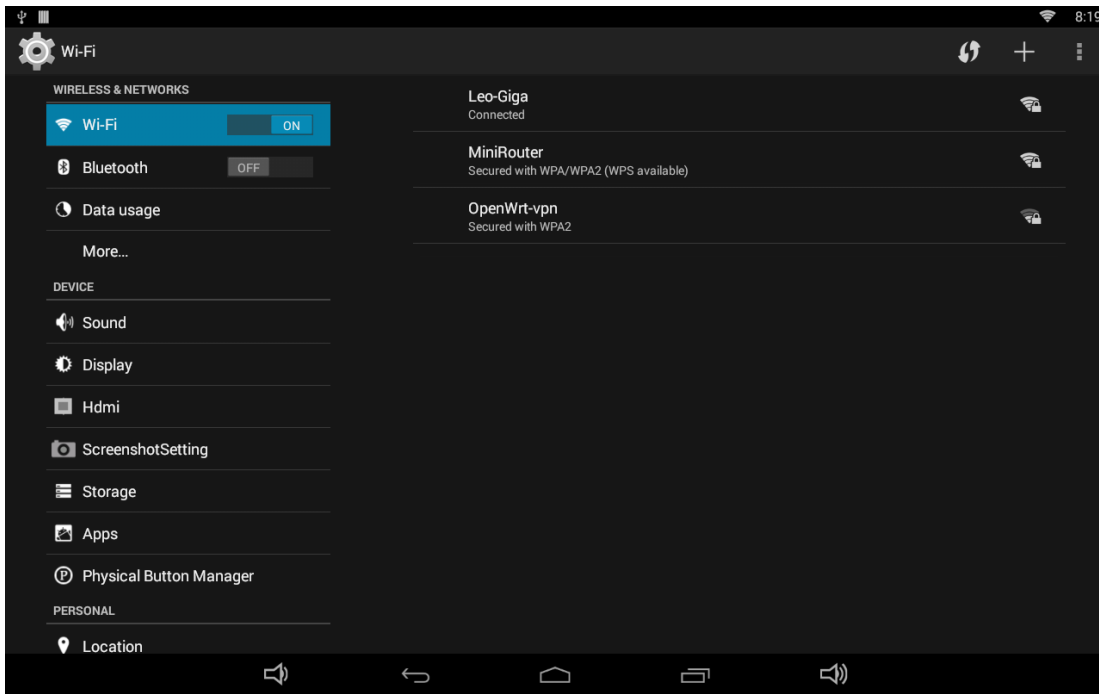 8:19
Wi-Fi
WIRELESS & NETWORKS
Wi-Fi
ON
Bluetooth
OFF
Data usage
More...
DEVICE
Sound
Display
Hdmi
ScreenshotSetting
Storage
Apps
P
Physical Button Manager
PERSONAL
Location
Leo-Giga
Connected
MiniRouter
Secured with WPA/WPA2 (WPS available)
OpenWrt-vpn
Secured with WPA2